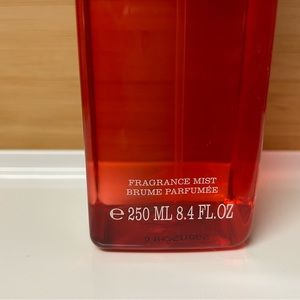 FRAGRANCE MIST
BRUME PARFUMÉE
℮ 250 ML 8.4 FL.OZ